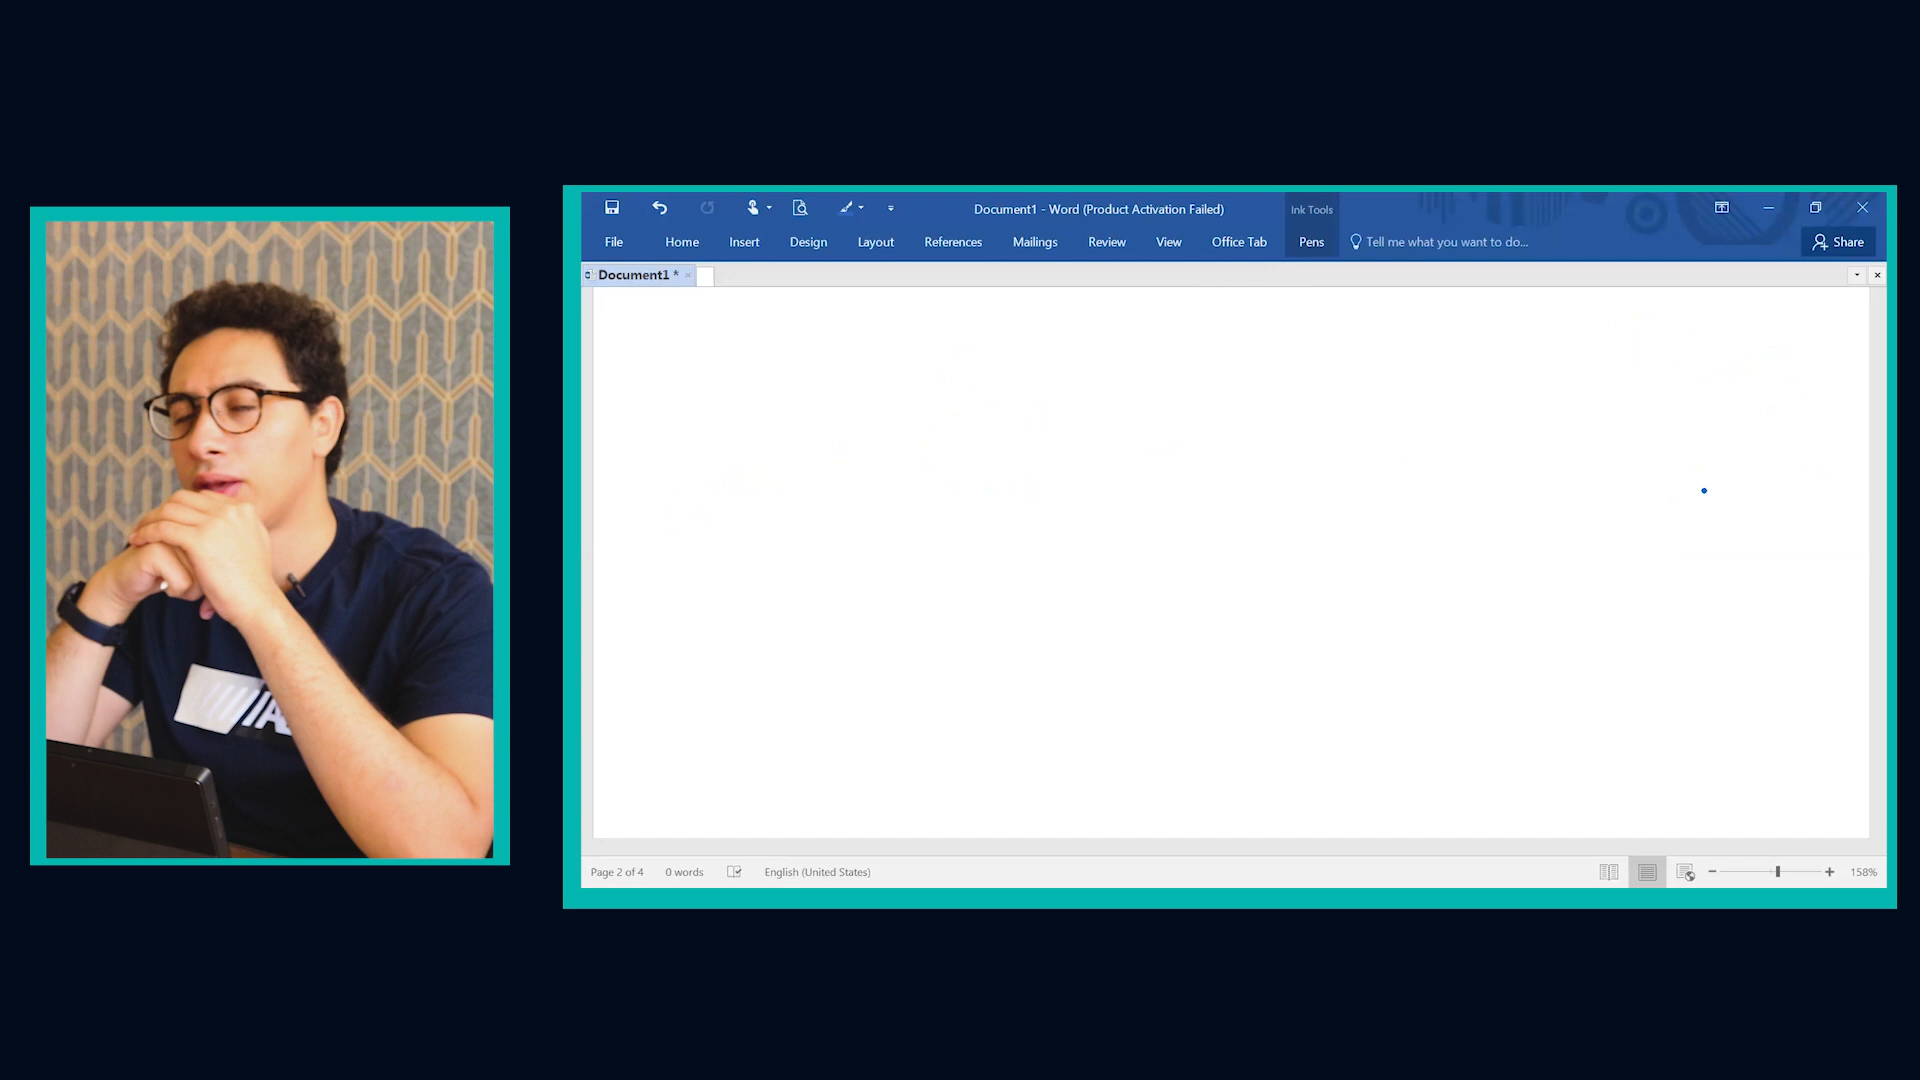 Document1 - Word (Product Activation Failed)
Ink Tools
File Home Insert Design Layout References Mailings Review View Office Tab Pens Tell me what you want to do... Share
Document1 *
Page 2 of 4 0 words English (United States) 158%